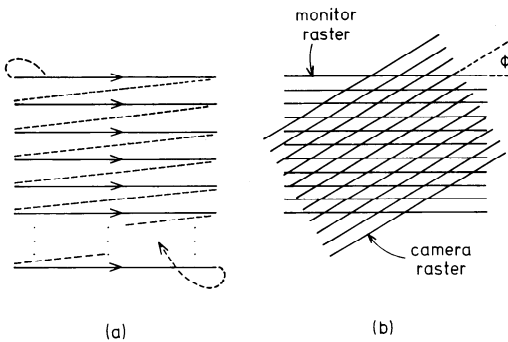 monitor
raster
ϕ
camera
raster
(a)
(b)